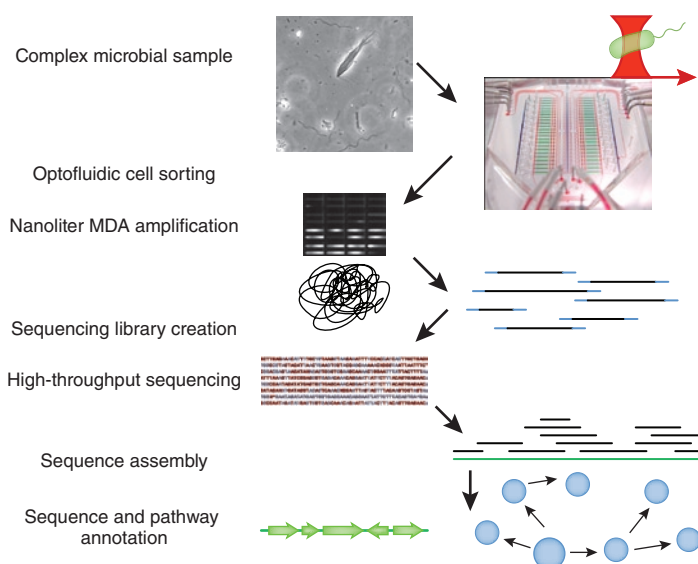 Complex microbial sample
Optofluidic cell sorting
Nanoliter MDA amplification
Sequencing library creation
High-throughput sequencing
Sequence assembly
Sequence and pathway
annotation